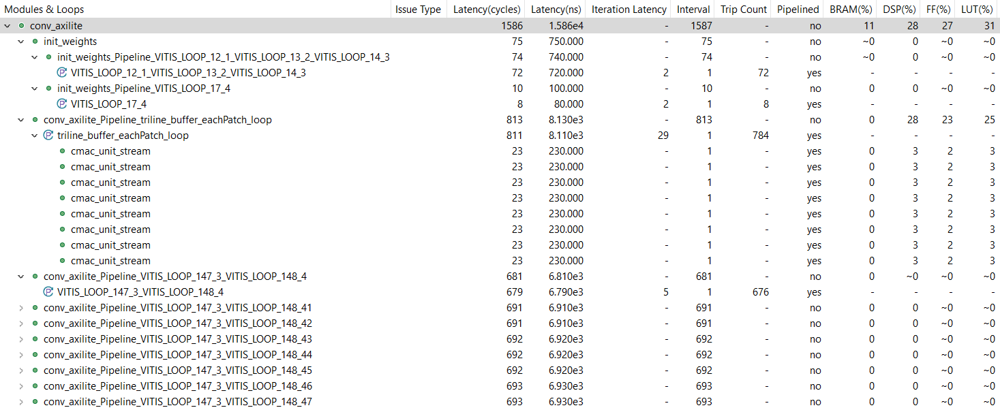 Modules & Loops Issue Type Latency(cycles) Latency(ns) Iteration Latency Interval Trip Count Pipelined BRAM(%) DSP(%) FF(%) LUT(%)
conv_axilite 1586 1.586e4 - 1587 - no 11 28 27 31
init_weights 75 750.000 - 75 - no ~0 0 ~0 ~0
init_weights_Pipeline_VITIS_LOOP_12_1_VITIS_LOOP_13_2_VITIS_LOOP_14_3 74 740.000 - 74 - no ~0 0 ~0 ~0
VITIS_LOOP_12_1_VITIS_LOOP_13_2_VITIS_LOOP_14_3 72 720.000 2 1 72 yes - - - -
init_weights_Pipeline_VITIS_LOOP_17_4 10 100.000 - 10 - no 0 0 ~0 ~0
VITIS_LOOP_17_4 8 80.000 2 1 8 yes - - - -
conv_axilite_Pipeline_triline_buffer_eachPatch_loop 813 8.130e3 - 813 - no 0 28 23 25
triline_buffer_eachPatch_loop 811 8.110e3 29 1 784 yes - - - -
cmac_unit_stream 23 230.000 - 1 - yes 0 3 2 3
cmac_unit_stream 23 230.000 - 1 - yes 0 3 2 3
cmac_unit_stream 23 230.000 - 1 - yes 0 3 2 3
cmac_unit_stream 23 230.000 - 1 - yes 0 3 2 3
cmac_unit_stream 23 230.000 - 1 - yes 0 3 2 3
cmac_unit_stream 23 230.000 - 1 - yes 0 3 2 3
cmac_unit_stream 23 230.000 - 1 - yes 0 3 2 3
cmac_unit_stream 23 230.000 - 1 - yes 0 3 2 3
conv_axilite_Pipeline_VITIS_LOOP_147_3_VITIS_LOOP_148_4 681 6.810e3 - 681 - no 0 ~0 ~0 ~0
VITIS_LOOP_147_3_VITIS_LOOP_148_4 679 6.790e3 5 1 676 yes - - - -
conv_axilite_Pipeline_VITIS_LOOP_147_3_VITIS_LOOP_148_41 691 6.910e3 - 691 - no 0 0 ~0 ~0
conv_axilite_Pipeline_VITIS_LOOP_147_3_VITIS_LOOP_148_42 691 6.910e3 - 691 - no 0 0 ~0 ~0
conv_axilite_Pipeline_VITIS_LOOP_147_3_VITIS_LOOP_148_43 692 6.920e3 - 692 - no 0 0 ~0 ~0
conv_axilite_Pipeline_VITIS_LOOP_147_3_VITIS_LOOP_148_44 692 6.920e3 - 692 - no 0 0 ~0 ~0
conv_axilite_Pipeline_VITIS_LOOP_147_3_VITIS_LOOP_148_45 692 6.920e3 - 692 - no 0 0 ~0 ~0
conv_axilite_Pipeline_VITIS_LOOP_147_3_VITIS_LOOP_148_46 693 6.930e3 - 693 - no 0 0 ~0 ~0
conv_axilite_Pipeline_VITIS_LOOP_147_3_VITIS_LOOP_148_47 693 6.930e3 - 693 - no 0 0 ~0 ~0